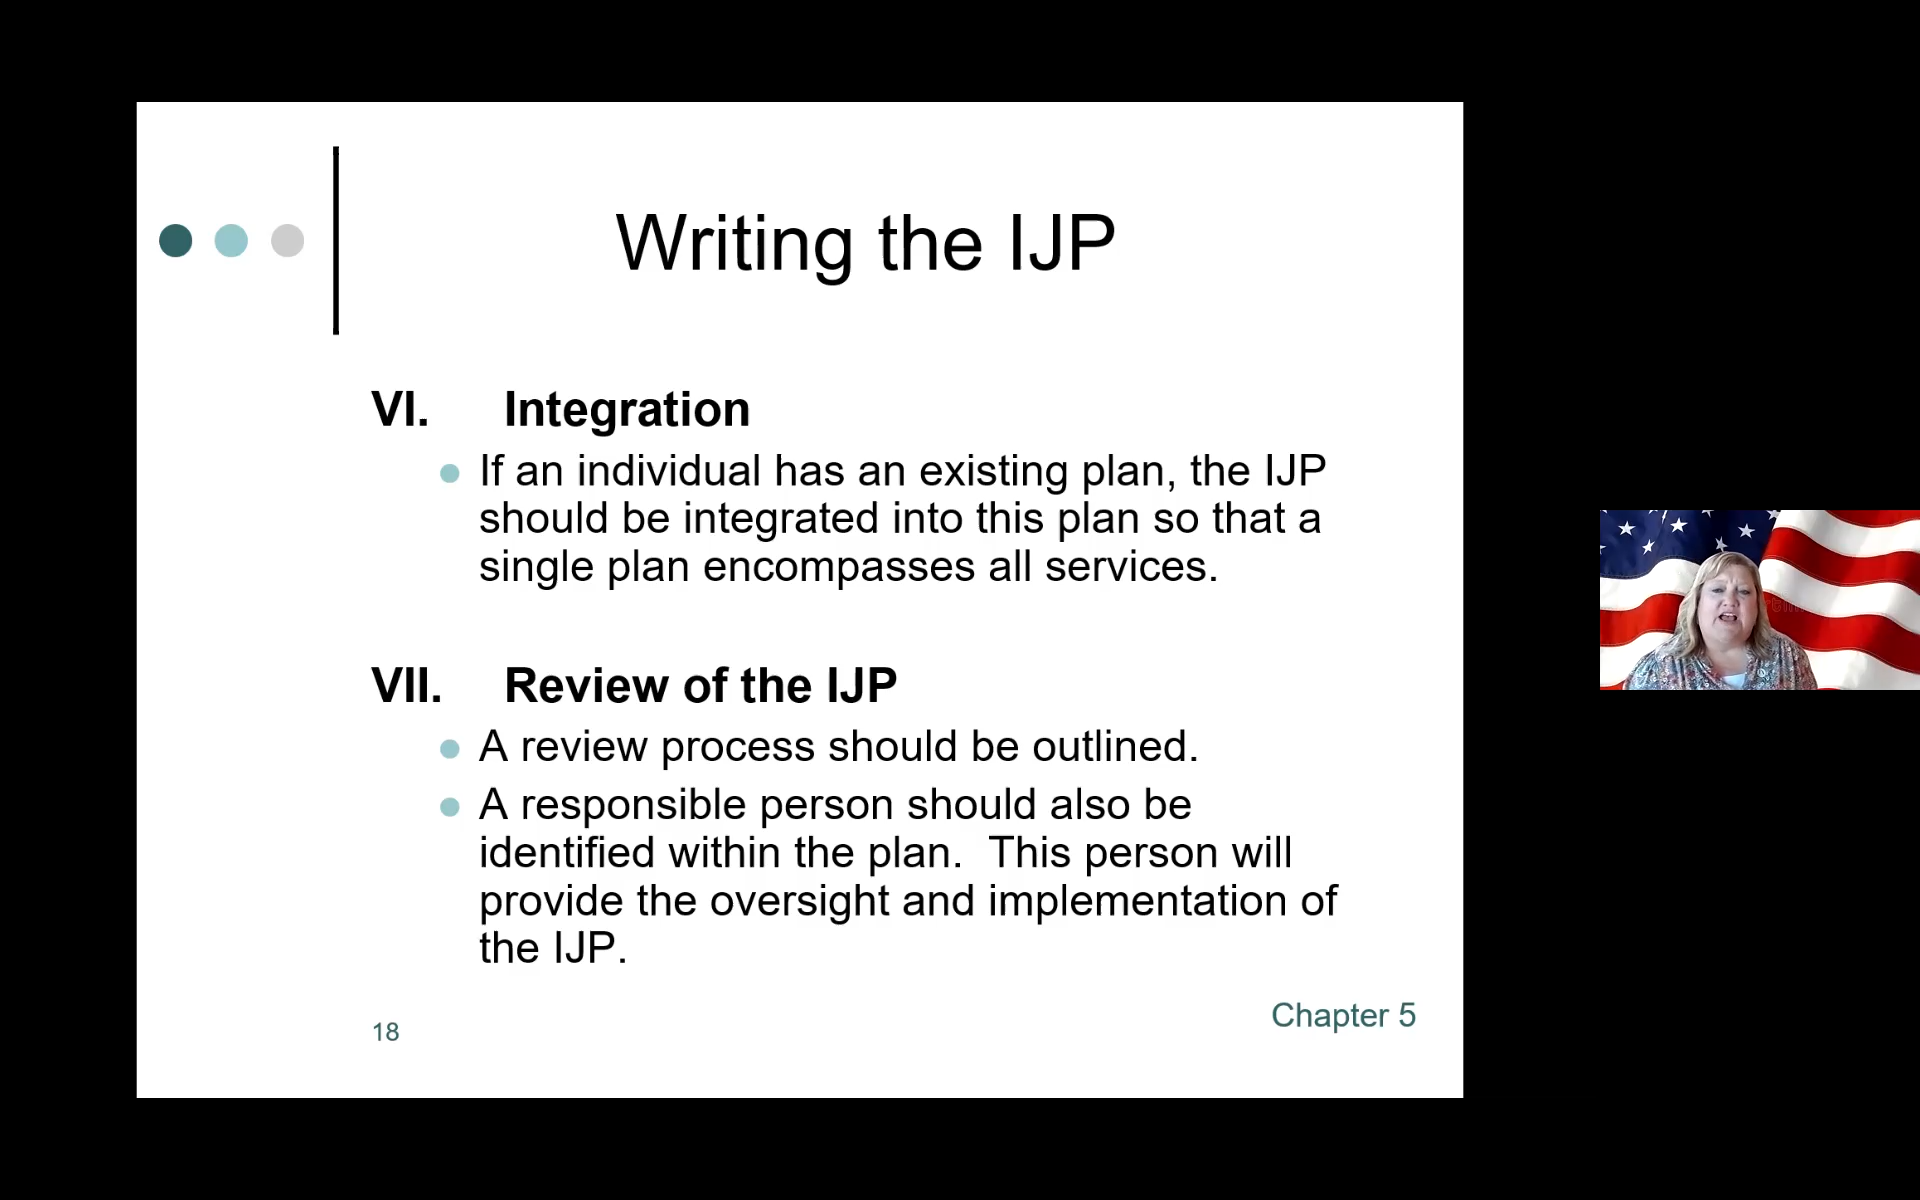 Writing the IJP
VI. Integration
If an individual has an existing plan, the IJP
should be integrated into this plan so that a
single plan encompasses all services.
VII. Review of the IJP
A review process should be outlined.
A responsible person should also be
identified within the plan.  This person will
provide the oversight and implementation of
the IJP.
18
Chapter 5